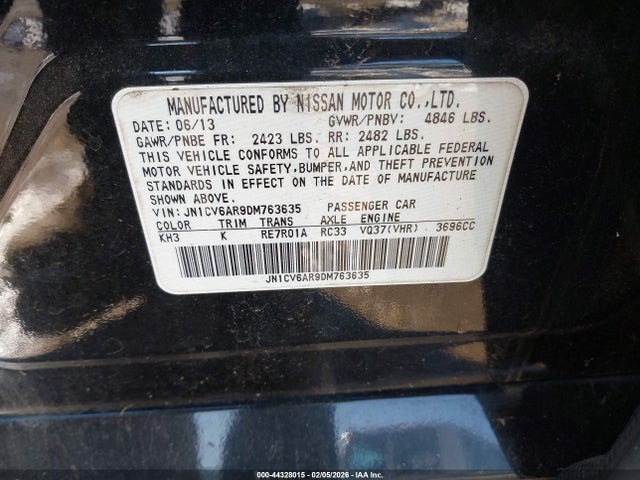 MANUFACTURED BY NISSAN MOTOR CO.,LTD.
DATE: 06/13 GVWR/PNBV: 4846 LBS.
GAWR/PNBE FR: 2423 LBS. RR: 2482 LBS.
THIS VEHICLE CONFORMS TO ALL APPLICABLE FEDERAL
MOTOR VEHICLE SAFETY,BUMPER,AND THEFT PREVENTION
STANDARDS IN EFFECT ON THE DATE OF MANUFACTURE
SHOWN ABOVE.
VIN: JN1CV6AR9DM763635 PASSENGER CAR
COLOR TRIM TRANS AXLE ENGINE
KH3 K RE7R01A RC33 VQ37(VHR) 3696CC
JN1CV6AR9DM763635
000-44328015 - 02/05/2026 - IAA Inc.